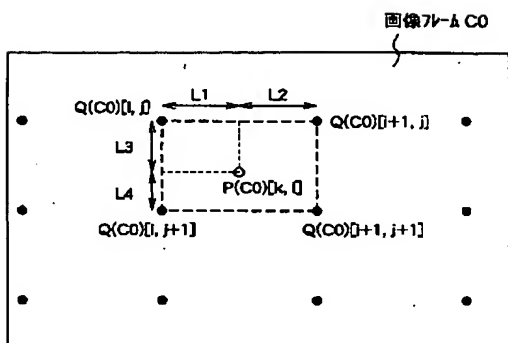 画像フレーム C0
L1 L2
Q(C0)[i, j] Q(C0)[i+1, j]
L3
P(C0)[k, l]
L4
Q(C0)[i, j+1] Q(C0)[i+1, j+1]